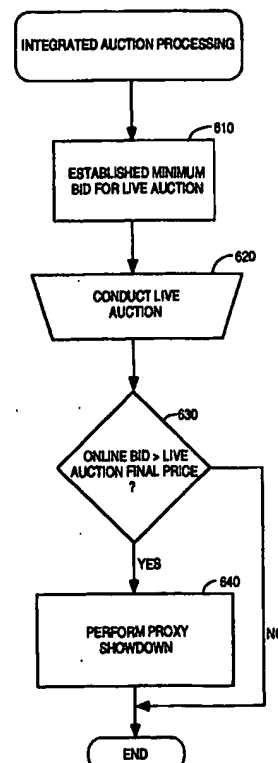 INTEGRATED AUCTION PROCESSING
610
ESTABLISHED MINIMUM
BID FOR LIVE AUCTION
620
CONDUCT LIVE
AUCTION
630
ONLINE BID > LIVE
AUCTION FINAL PRICE
?
YES
640
PERFORM PROXY
SHOWDOWN
NO
END